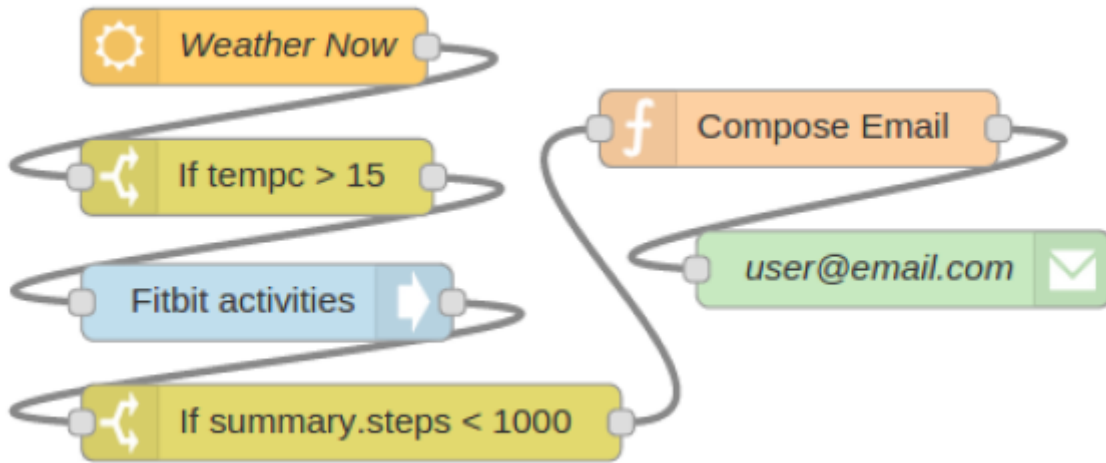 Weather Now
If tempc > 15
Fitbit activities
If summary.steps < 1000
Compose Email
user@email.com